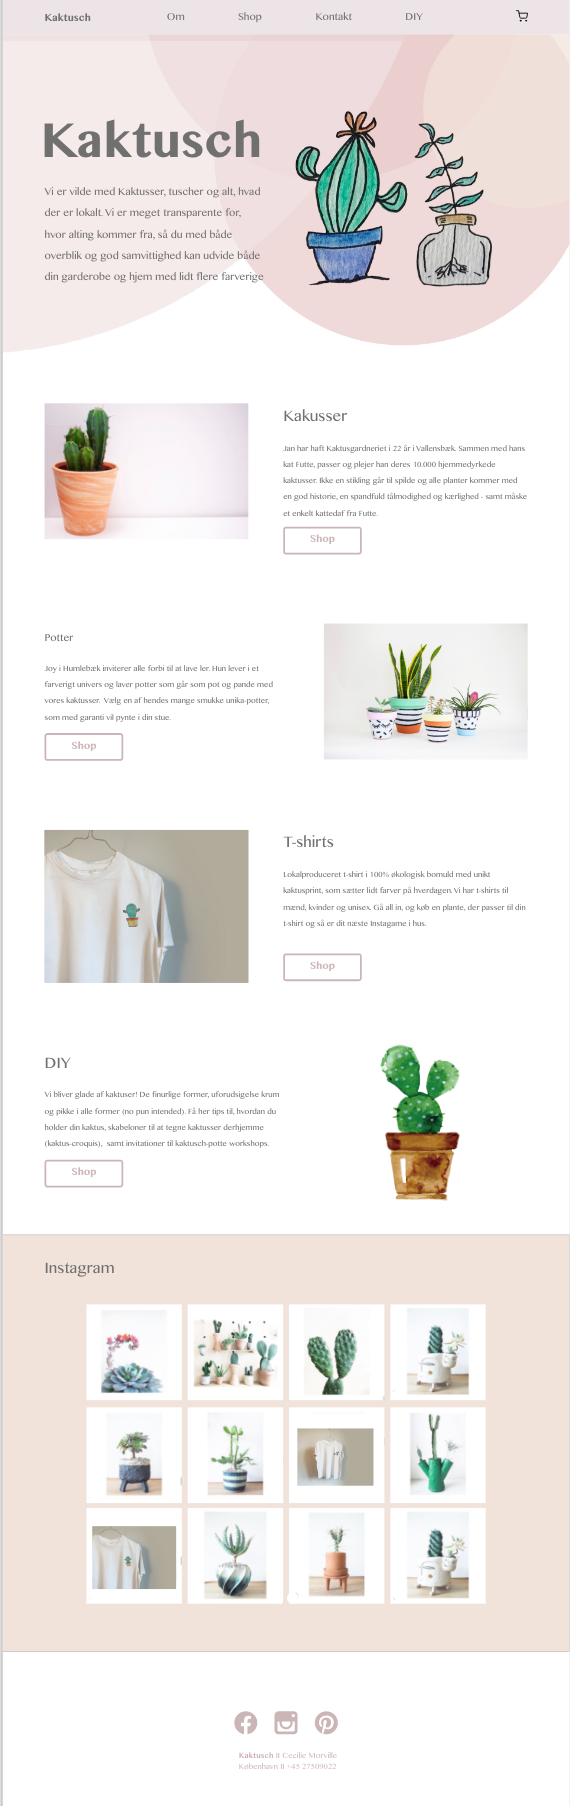 Kaktusch
Om
Shop
Kontakt
DIY
Kaktusch
Vi er vilde med Kaktusser, tuscher og alt, hvad
der er lokalt. Vi er meget transparente for,
hvor alting kommer fra, så du med både
overblik og god samvittighed kan udvide både
din garderobe og hjem med lidt flere farverige
Kakusser
Jan har haft Kaktusgardneriet i 22 år i Vallensbæk. Sammen med hans
kat Futte, passer og plejer han deres 10.000 hjemmedyrkede
kaktusser. Ikke en stikling går til spilde og alle planter kommer med
en god historie, en spandfuld tålmodighed og kærlighed - samt måske
et enkelt kattedaf fra Futte.
Shop
Potter
Joy i Humlebæk inviterer alle forbi til at lave ler. Hun lever i et
farverigt univers og laver potter som går som pot og pande med
vores kaktusser. Vælg en af hendes mange smukke unika-potter,
som med garanti vil pynte i din stue.
Shop
T-shirts
Lokalproduceret t-shirt i 100% økologisk bomuld med unikt
kaktusprint, som sætter lidt farver på hverdagen. Vi har t-shirts til
mænd, kvinder og unisex. Gå all in, og køb en plante, der passer til din
t-shirt og så er dit næste Instagame i hus.
Shop
DIY
Vi bliver glade af kaktuser! De finurlige former, uforudsigelse krum
og pikke i alle former (no pun intended). Få her tips til, hvordan du
holder din kaktus, skabeloner til at tegne kaktusser derhjemme
(kaktus-croquis), samt invitationer til kaktusch-potte workshops.
Shop
Instagram
Kaktusch II Cecilie Morville
København II +45 27509022